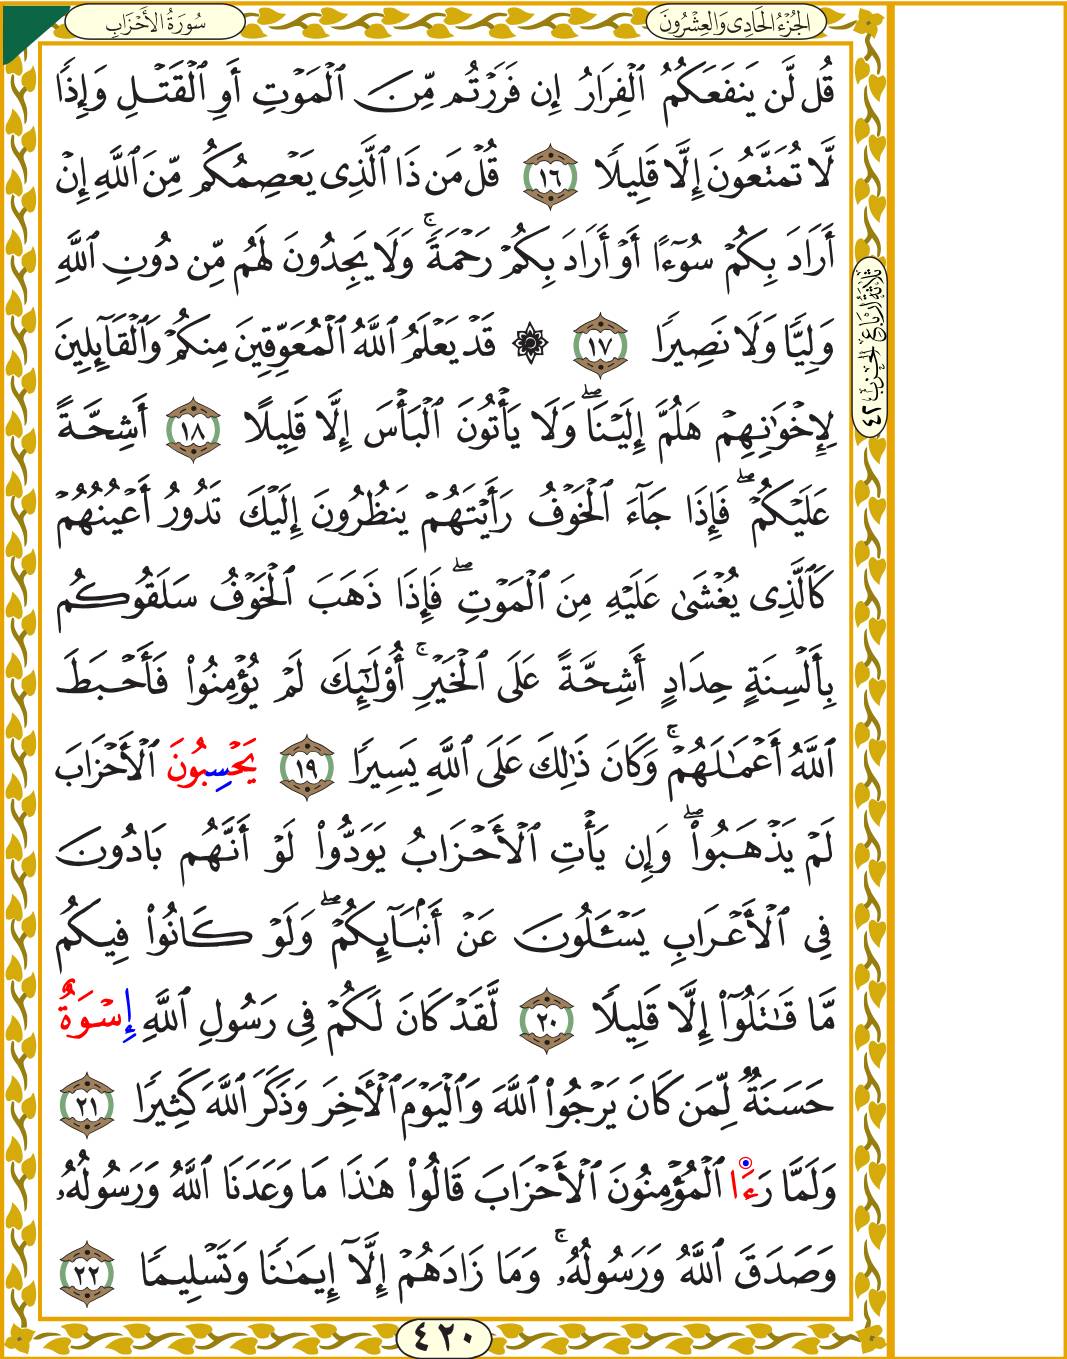 سُورَةُ الأَحْزَابِ
الجُزْءُ الحَادِى وَالعِشْرُونَ
قُل لَّن يَنفَعَكُمُ ٱلْفِرَارُ إِن فَرَرْتُم مِّنَ ٱلْمَوْتِ أَوِ ٱلْقَتْلِ وَإِذًا
لَّا تُمَتَّعُونَ إِلَّا قَلِيلًا ١٦ قُلْ مَن ذَا ٱلَّذِى يَعْصِمُكُم مِّنَ ٱللَّهِ إِنْ
أَرَادَ بِكُمْ سُوٓءًا أَوْ أَرَادَ بِكُمْ رَحْمَةًۚ وَلَا يَجِدُونَ لَهُم مِّن دُونِ ٱللَّهِ
وَلِيًّا وَلَا نَصِيرًا ١٧ ۞ قَدْ يَعْلَمُ ٱللَّهُ ٱلْمُعَوِّقِينَ مِنكُمْ وَٱلْقَآئِلِينَ
لِإِخْوَٰنِهِمْ هَلُمَّ إِلَيْنَاۖ وَلَا يَأْتُونَ ٱلْبَأْسَ إِلَّا قَلِيلًا ١٨ أَشِحَّةً
عَلَيْكُمْۖ فَإِذَا جَآءَ ٱلْخَوْفُ رَأَيْتَهُمْ يَنظُرُونَ إِلَيْكَ تَدُورُ أَعْيُنُهُمْ
كَٱلَّذِى يُغْشَىٰ عَلَيْهِ مِنَ ٱلْمَوْتِۖ فَإِذَا ذَهَبَ ٱلْخَوْفُ سَلَقُوكُم
بِأَلْسِنَةٍ حِدَادٍ أَشِحَّةً عَلَى ٱلْخَيْرِۚ أُو۟لَٰٓئِكَ لَمْ يُؤْمِنُوا۟ فَأَحْبَطَ
ٱللَّهُ أَعْمَٰلَهُمْۚ وَكَانَ ذَٰلِكَ عَلَى ٱللَّهِ يَسِيرًا ١٩ يَحْسِبُونَ ٱلْأَحْزَابَ
لَمْ يَذْهَبُوا۟ۖ وَإِن يَأْتِ ٱلْأَحْزَابُ يَوَدُّوا۟ لَوْ أَنَّهُم بَادُونَ
فِى ٱلْأَعْرَابِ يَسْـَٔلُونَ عَنْ أَنۢبَآئِكُمْۖ وَلَوْ كَانُوا۟ فِيكُم
مَّا قَٰتَلُوٓا۟ إِلَّا قَلِيلًا ٢٠ لَّقَدْ كَانَ لَكُمْ فِى رَسُولِ ٱللَّهِ إِسْوَةٌ
حَسَنَةٌ لِّمَن كَانَ يَرْجُوا۟ ٱللَّهَ وَٱلْيَوْمَ ٱلْأَخِرَ وَذَكَرَ ٱللَّهَ كَثِيرًا ٢١
وَلَمَّا رَءَا ٱلْمُؤْمِنُونَ ٱلْأَحْزَابَ قَالُوا۟ هَٰذَا مَا وَعَدَنَا ٱللَّهُ وَرَسُولُهُۥ
وَصَدَقَ ٱللَّهُ وَرَسُولُهُۥۚ وَمَا زَادَهُمْ إِلَّآ إِيمَٰنًا وَتَسْلِيمًا ٢٢
ثَلَاثَةُ أَرْبَاعِ الحِزْبِ ٤٢
٤٢٠